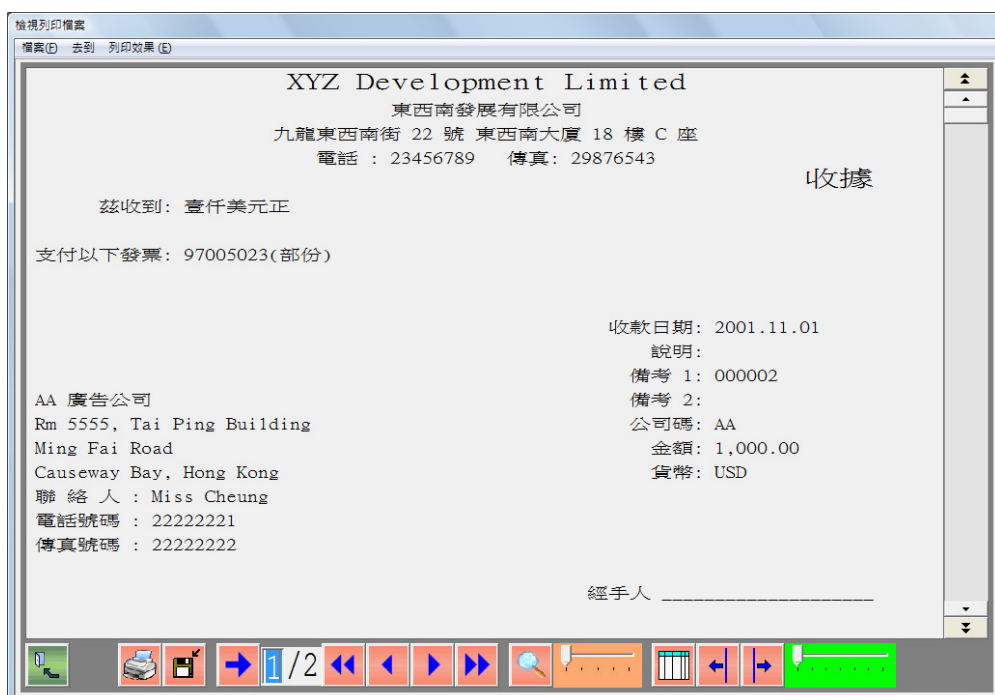 檢視列印檔案
檔案(F) 去到 列印效果(E)
XYZ Development Limited
東西南發展有限公司
九龍東西南街 22 號 東西南大廈 18 樓 C 座
電話 : 23456789 傳真: 29876543
收據
茲收到: 壹仟美元正
支付以下發票: 97005023(部份)
收款日期: 2001.11.01
說明:
備考 1: 000002
AA 廣告公司 備考 2:
Rm 5555, Tai Ping Building 公司碼: AA
Ming Fai Road 金額: 1,000.00
Causeway Bay, Hong Kong 貨幣: USD
聯 絡 人 : Miss Cheung
電話號碼 : 22222221
傳真號碼 : 22222222
經手人 ____________________
1/2